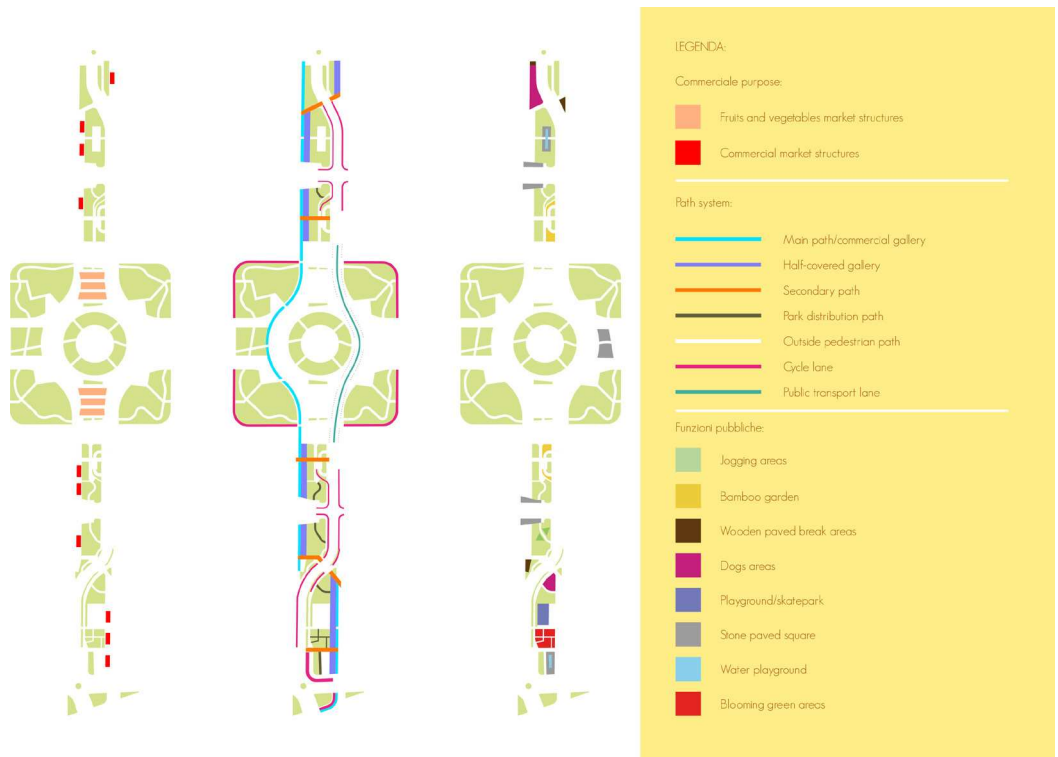 LEGENDA:
Commerciale purpose:
Fruits and vegetables market structures
Commercial market structures
Path system:
Main path/commercial gallery
Half-covered gallery
Secondary path
Park distribution path
Outside pedestrian path
Cycle lane
Public transport lane
Funzioni pubbliche:
Jogging areas
Bamboo garden
Wooden paved break areas
Dogs areas
Playground/skatepark
Stone paved square
Water playground
Blooming green areas